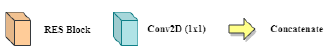 RES Block Conv2D (1x1) Concatenate